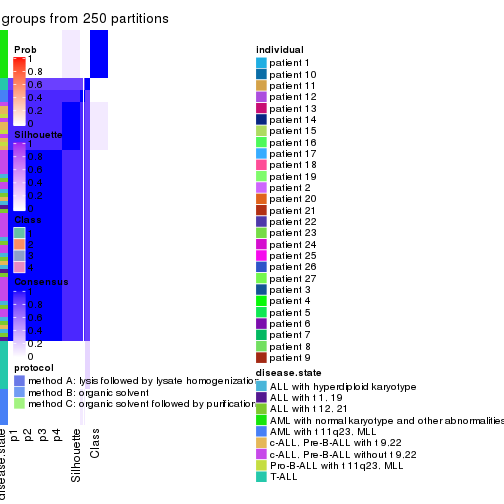 groups from 250 partitions
Prob
1
0.8
0.6
0.4
0.2
0
Silhouette
1
0.8
0.6
0.4
0.2
0
Class
1
2
3
4
Consensus
1
0.8
0.6
0.4
0.2
0
protocol
method A: lysis followed by lysate homogenization
method B: organic solvent
method C: organic solvent followed by purification
disease.state
p1
p2
p3
p4
Silhouette
Class
individual
patient 1
patient 10
patient 11
patient 12
patient 13
patient 14
patient 15
patient 16
patient 17
patient 18
patient 19
patient 2
patient 20
patient 21
patient 22
patient 23
patient 24
patient 25
patient 26
patient 27
patient 3
patient 4
patient 5
patient 6
patient 7
patient 8
patient 9
disease.state
ALL with hyperdiploid karyotype
ALL with t 1. 19
ALL with t 12. 21
AML with normal karyotype and other abnormalities
AML with t 11q23. MLL
c-ALL. Pre-B-ALL with t 9.22
c-ALL. Pre-B-ALL without t 9.22
Pro-B-ALL with t 11q23. MLL
T-ALL